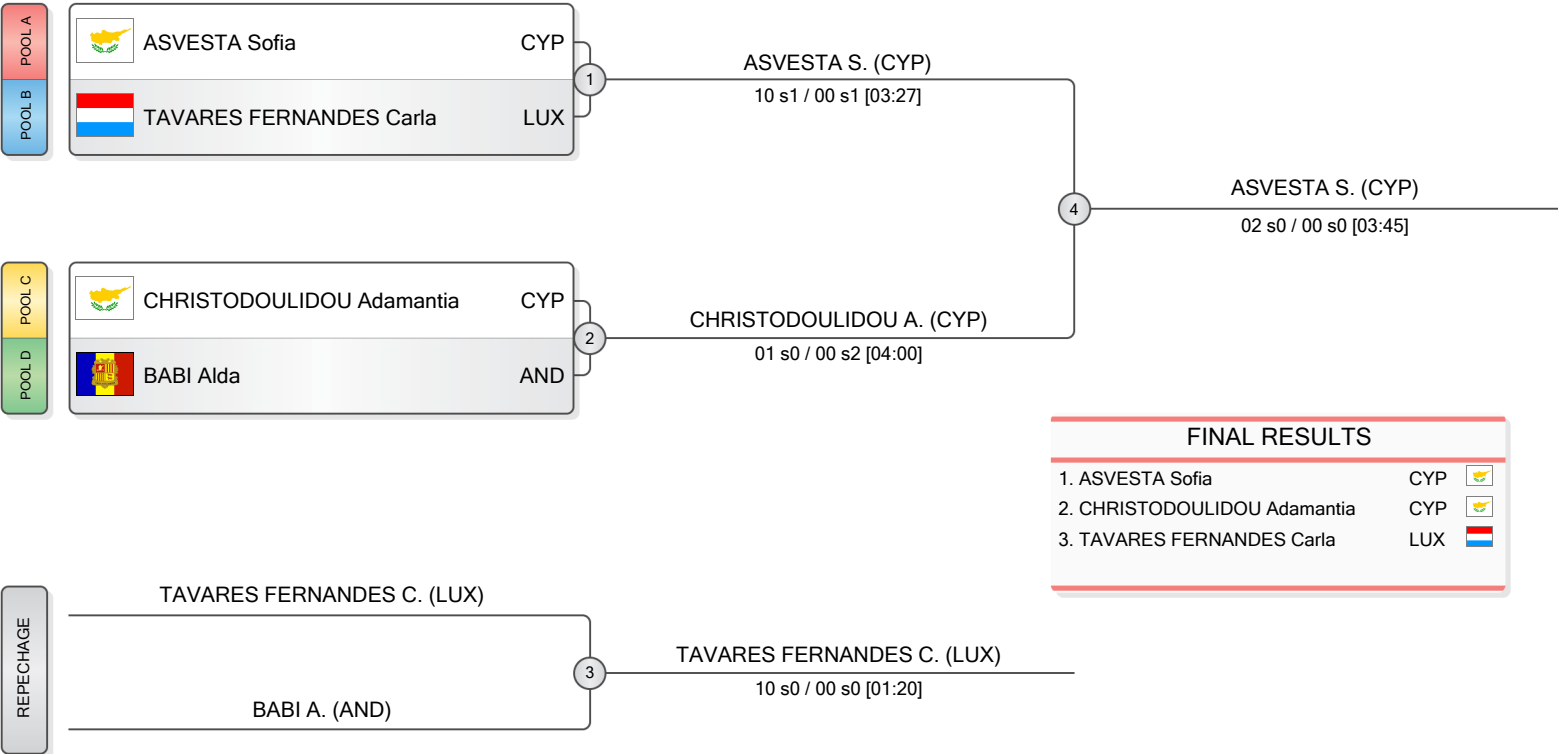 POOL A
ASVESTA Sofia CYP
POOL B
TAVARES FERNANDES Carla LUX
1
ASVESTA S. (CYP)
10 s1 / 00 s1 [03:27]
4
ASVESTA S. (CYP)
02 s0 / 00 s0 [03:45]
POOL C
CHRISTODOULIDOU Adamantia CYP
POOL D
BABI Alda AND
2
CHRISTODOULIDOU A. (CYP)
01 s0 / 00 s2 [04:00]
FINAL RESULTS
1. ASVESTA Sofia CYP
2. CHRISTODOULIDOU Adamantia CYP
3. TAVARES FERNANDES Carla LUX
REPECHAGE
TAVARES FERNANDES C. (LUX)
BABI A. (AND)
3
TAVARES FERNANDES C. (LUX)
10 s0 / 00 s0 [01:20]